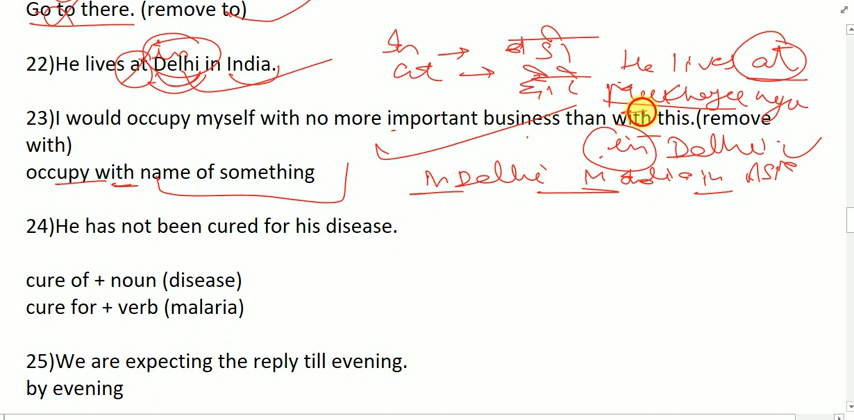 Go to there. (remove to)
in
22)He lives at Delhi in India.
In → बड़ी
at → छोटी
He lives at
Mukherjee ngr
23)I would occupy myself with no more important business than with this.(remove
with)
in Delhi
occupy with name of something
N Delhi in
24)He has not been cured for his disease.
cure of + noun (disease)
cure for + verb (malaria)
25)We are expecting the reply till evening.
by evening